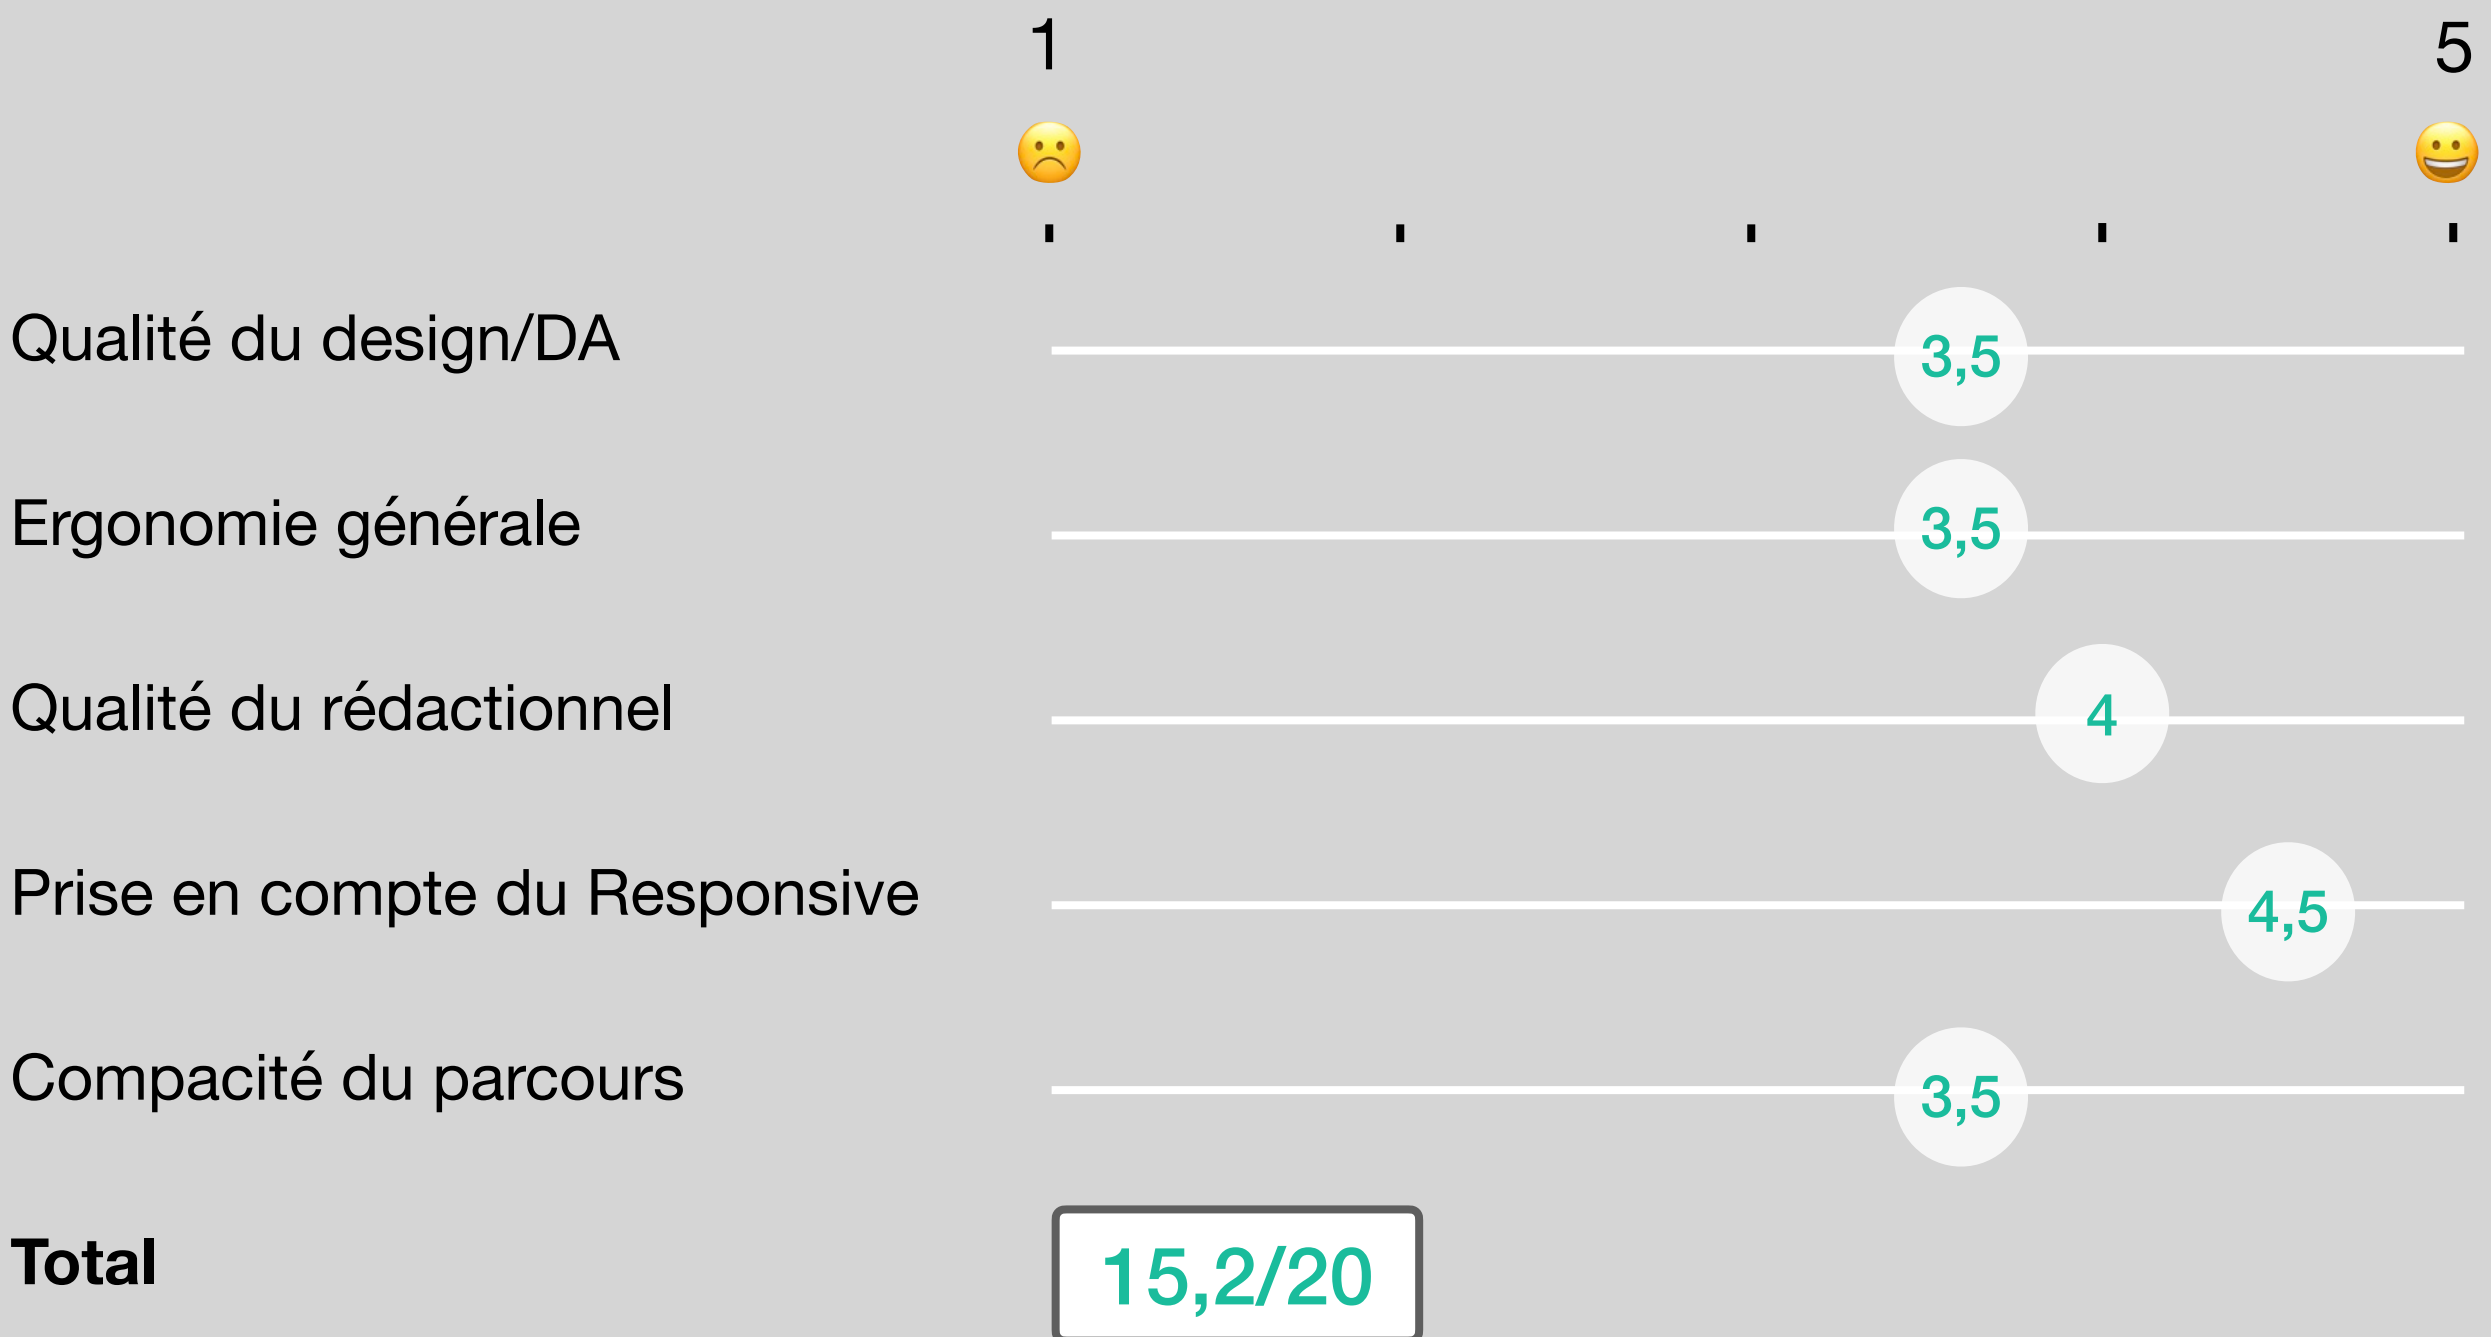 1 5
Qualité du design/DA 3,5
Ergonomie générale 3,5
Qualité du rédactionnel 4
Prise en compte du Responsive 4,5
Compacité du parcours 3,5
Total 15,2/20